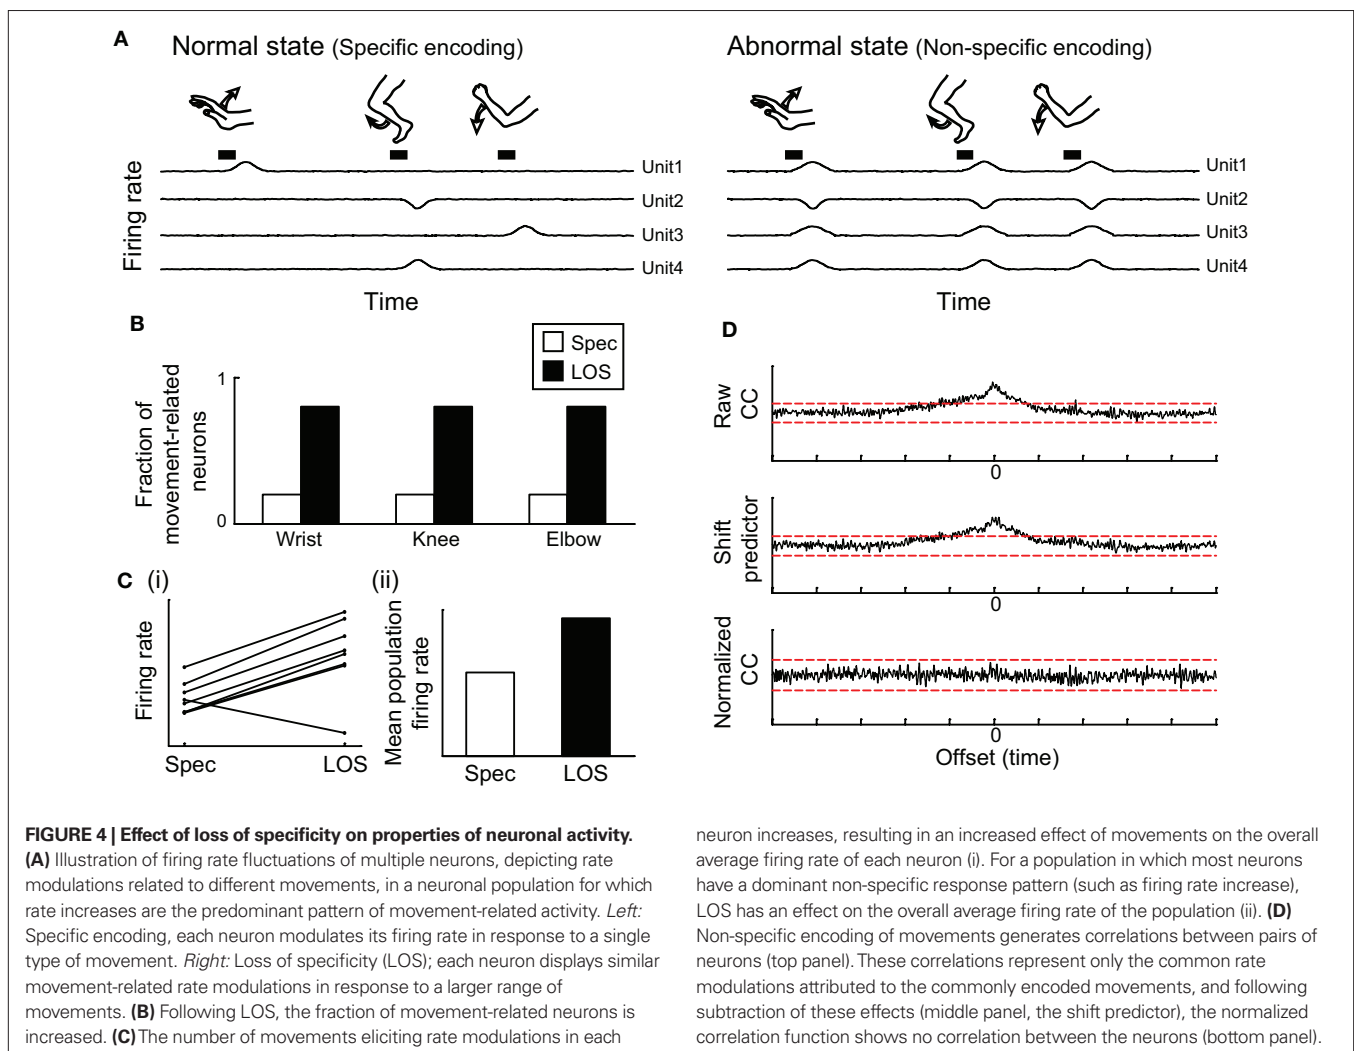 A
Normal state (Specific encoding)
Abnormal state (Non-specific encoding)
Firing rate
Unit1
Unit2
Unit3
Unit4
Time
Unit1
Unit2
Unit3
Unit4
Time
B
Spec
LOS
Fraction of
movement-related
neurons
1
0
Wrist
Knee
Elbow
C (i)
Firing rate
Spec
LOS
(ii)
Mean population
firing rate
Spec
LOS
D
Raw
CC
0
Shift
predictor
0
Normalized
CC
0
Offset (time)
FIGURE 4 | Effect of loss of specificity on properties of neuronal activity.
(A) Illustration of firing rate fluctuations of multiple neurons, depicting rate
modulations related to different movements, in a neuronal population for which
rate increases are the predominant pattern of movement-related activity. Left:
Specific encoding, each neuron modulates its firing rate in response to a single
type of movement. Right: Loss of specificity (LOS); each neuron displays similar
movement-related rate modulations in response to a larger range of
movements. (B) Following LOS, the fraction of movement-related neurons is
increased. (C) The number of movements eliciting rate modulations in each
neuron increases, resulting in an increased effect of movements on the overall
average firing rate of each neuron (i). For a population in which most neurons
have a dominant non-specific response pattern (such as firing rate increase),
LOS has an effect on the overall average firing rate of the population (ii). (D)
Non-specific encoding of movements generates correlations between pairs of
neurons (top panel). These correlations represent only the common rate
modulations attributed to the commonly encoded movements, and following
subtraction of these effects (middle panel, the shift predictor), the normalized
correlation function shows no correlation between the neurons (bottom panel).